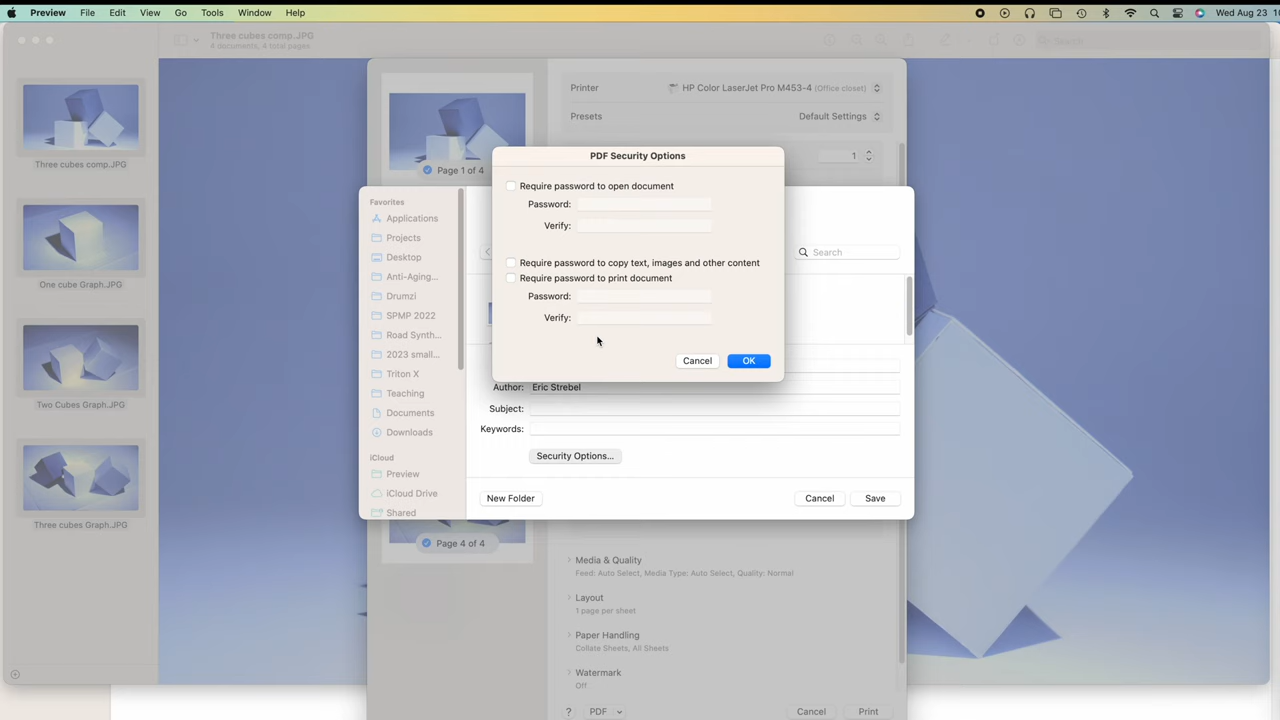 Preview File Edit View Go Tools Window Help
Wed Aug 23
Three cubes comp.JPG
4 documents, 4 total pages
Search
Three cubes comp.JPG
One cube Graph.JPG
Two Cubes Graph.JPG
Three cubes Graph.JPG
Page 1 of 4
Page 4 of 4
Printer HP Color LaserJet Pro M453-4 (Office closet)
Presets Default Settings
1
Favorites
Applications
Projects
Desktop
Anti-Aging...
Drumzi
SPMP 2022
Road Synth...
2023 small...
Triton X
Teaching
Documents
Downloads
iCloud
Preview
iCloud Drive
Shared
Search
PDF Security Options
Require password to open document
Password:
Verify:
Require password to copy text, images and other content
Require password to print document
Password:
Verify:
Cancel OK
Author: Eric Strebel
Subject:
Keywords:
Security Options...
New Folder Cancel Save
Media & Quality
Feed: Auto Select, Media Type: Auto Select, Quality: Normal
Layout
1 page per sheet
Paper Handling
Collate Sheets, All Sheets
Watermark
Off
? PDF Cancel Print